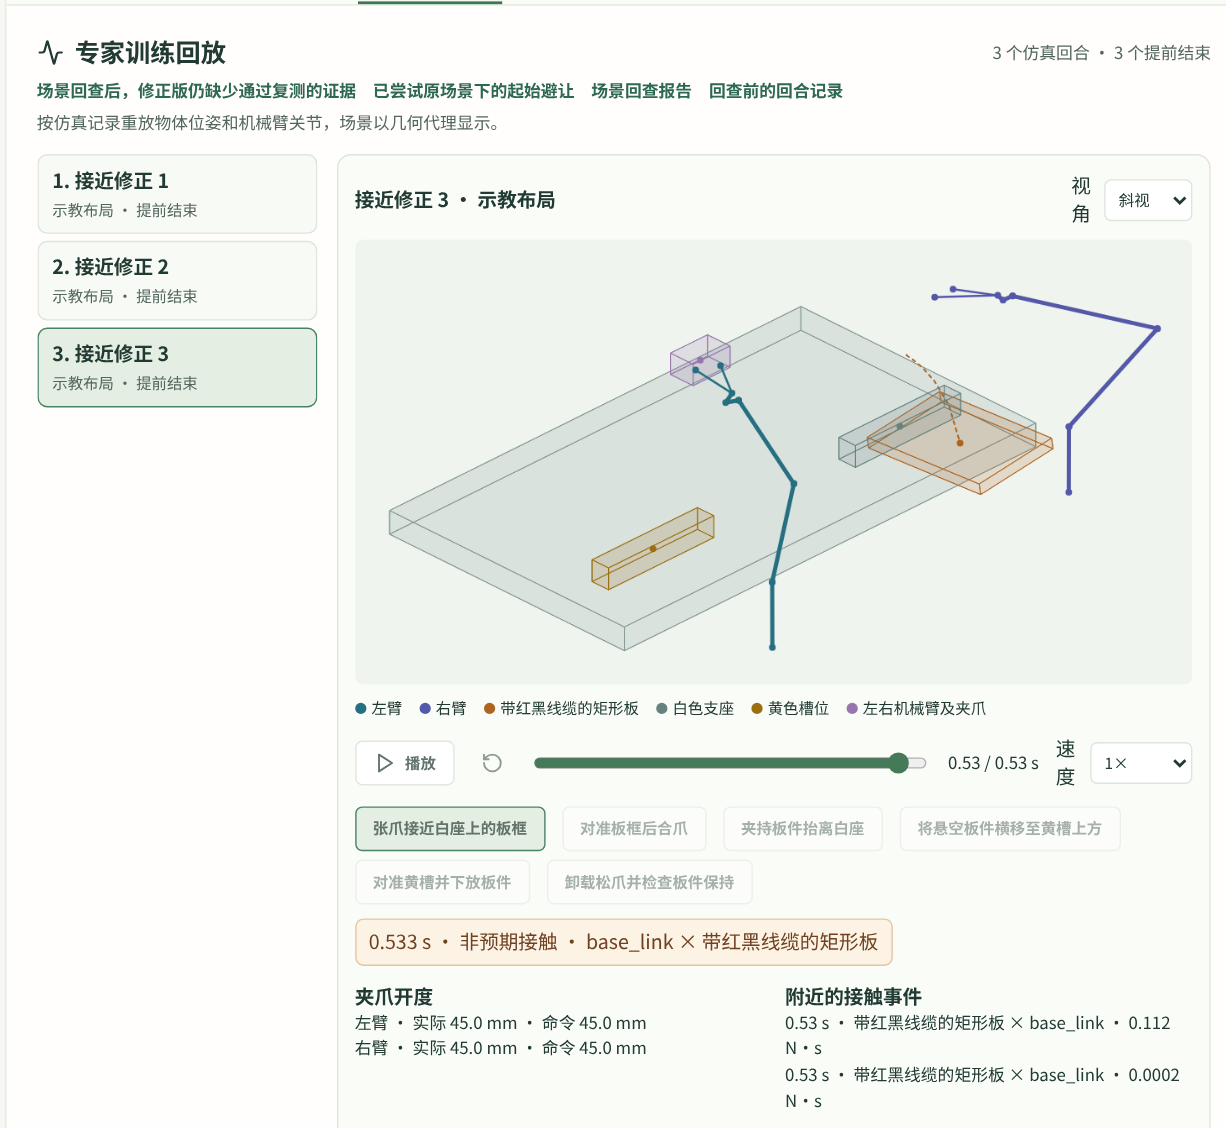 专家训练回放
3 个仿真回合 · 3 个提前结束
场景回查后，修正版仍缺少通过复测的证据 已尝试原场景下的起始避让 场景回查报告 回查前的回合记录
按仿真记录重放物体位姿和机械臂关节，场景以几何代理显示。
1. 接近修正 1
示教布局 · 提前结束
2. 接近修正 2
示教布局 · 提前结束
3. 接近修正 3
示教布局 · 提前结束
接近修正 3 · 示教布局
视角
斜视
左臂 右臂 带红黑线缆的矩形板 白色支座 黄色槽位 左右机械臂及夹爪
播放
0.53 / 0.53 s
速度
1×
张爪接近白座上的板框 对准板框后合爪 夹持板件抬离白座 将悬空板件横移至黄槽上方
对准黄槽并下放板件 卸载松爪并检查板件保持
0.533 s · 非预期接触 · base_link × 带红黑线缆的矩形板
夹爪开度
左臂 · 实际 45.0 mm · 命令 45.0 mm
右臂 · 实际 45.0 mm · 命令 45.0 mm
附近的接触事件
0.53 s · 带红黑线缆的矩形板 × base_link · 0.112
N·s
0.53 s · 带红黑线缆的矩形板 × base_link · 0.0002
N·s